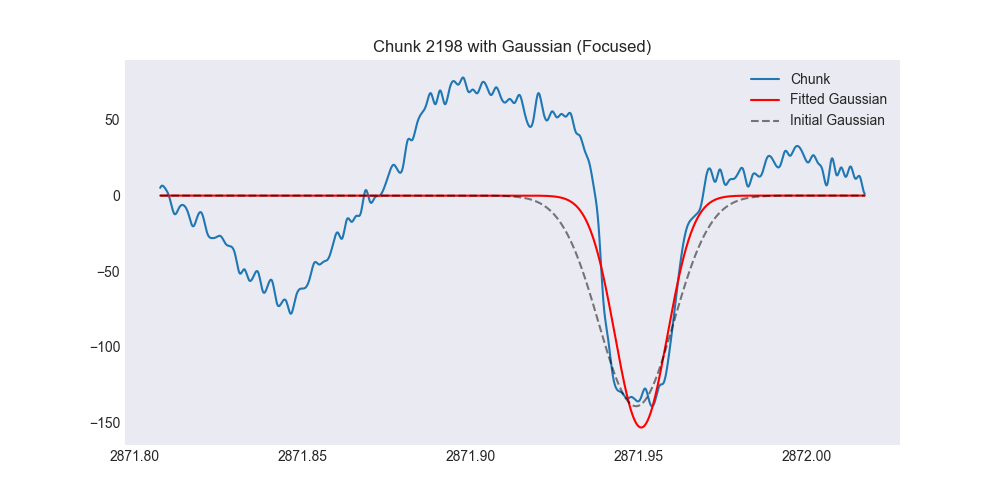 Chunk 2198 with Gaussian (Focused)
Chunk
Fitted Gaussian
Initial Gaussian
50
0
−50
−100
−150
2871.80 2871.85 2871.90 2871.95 2872.00